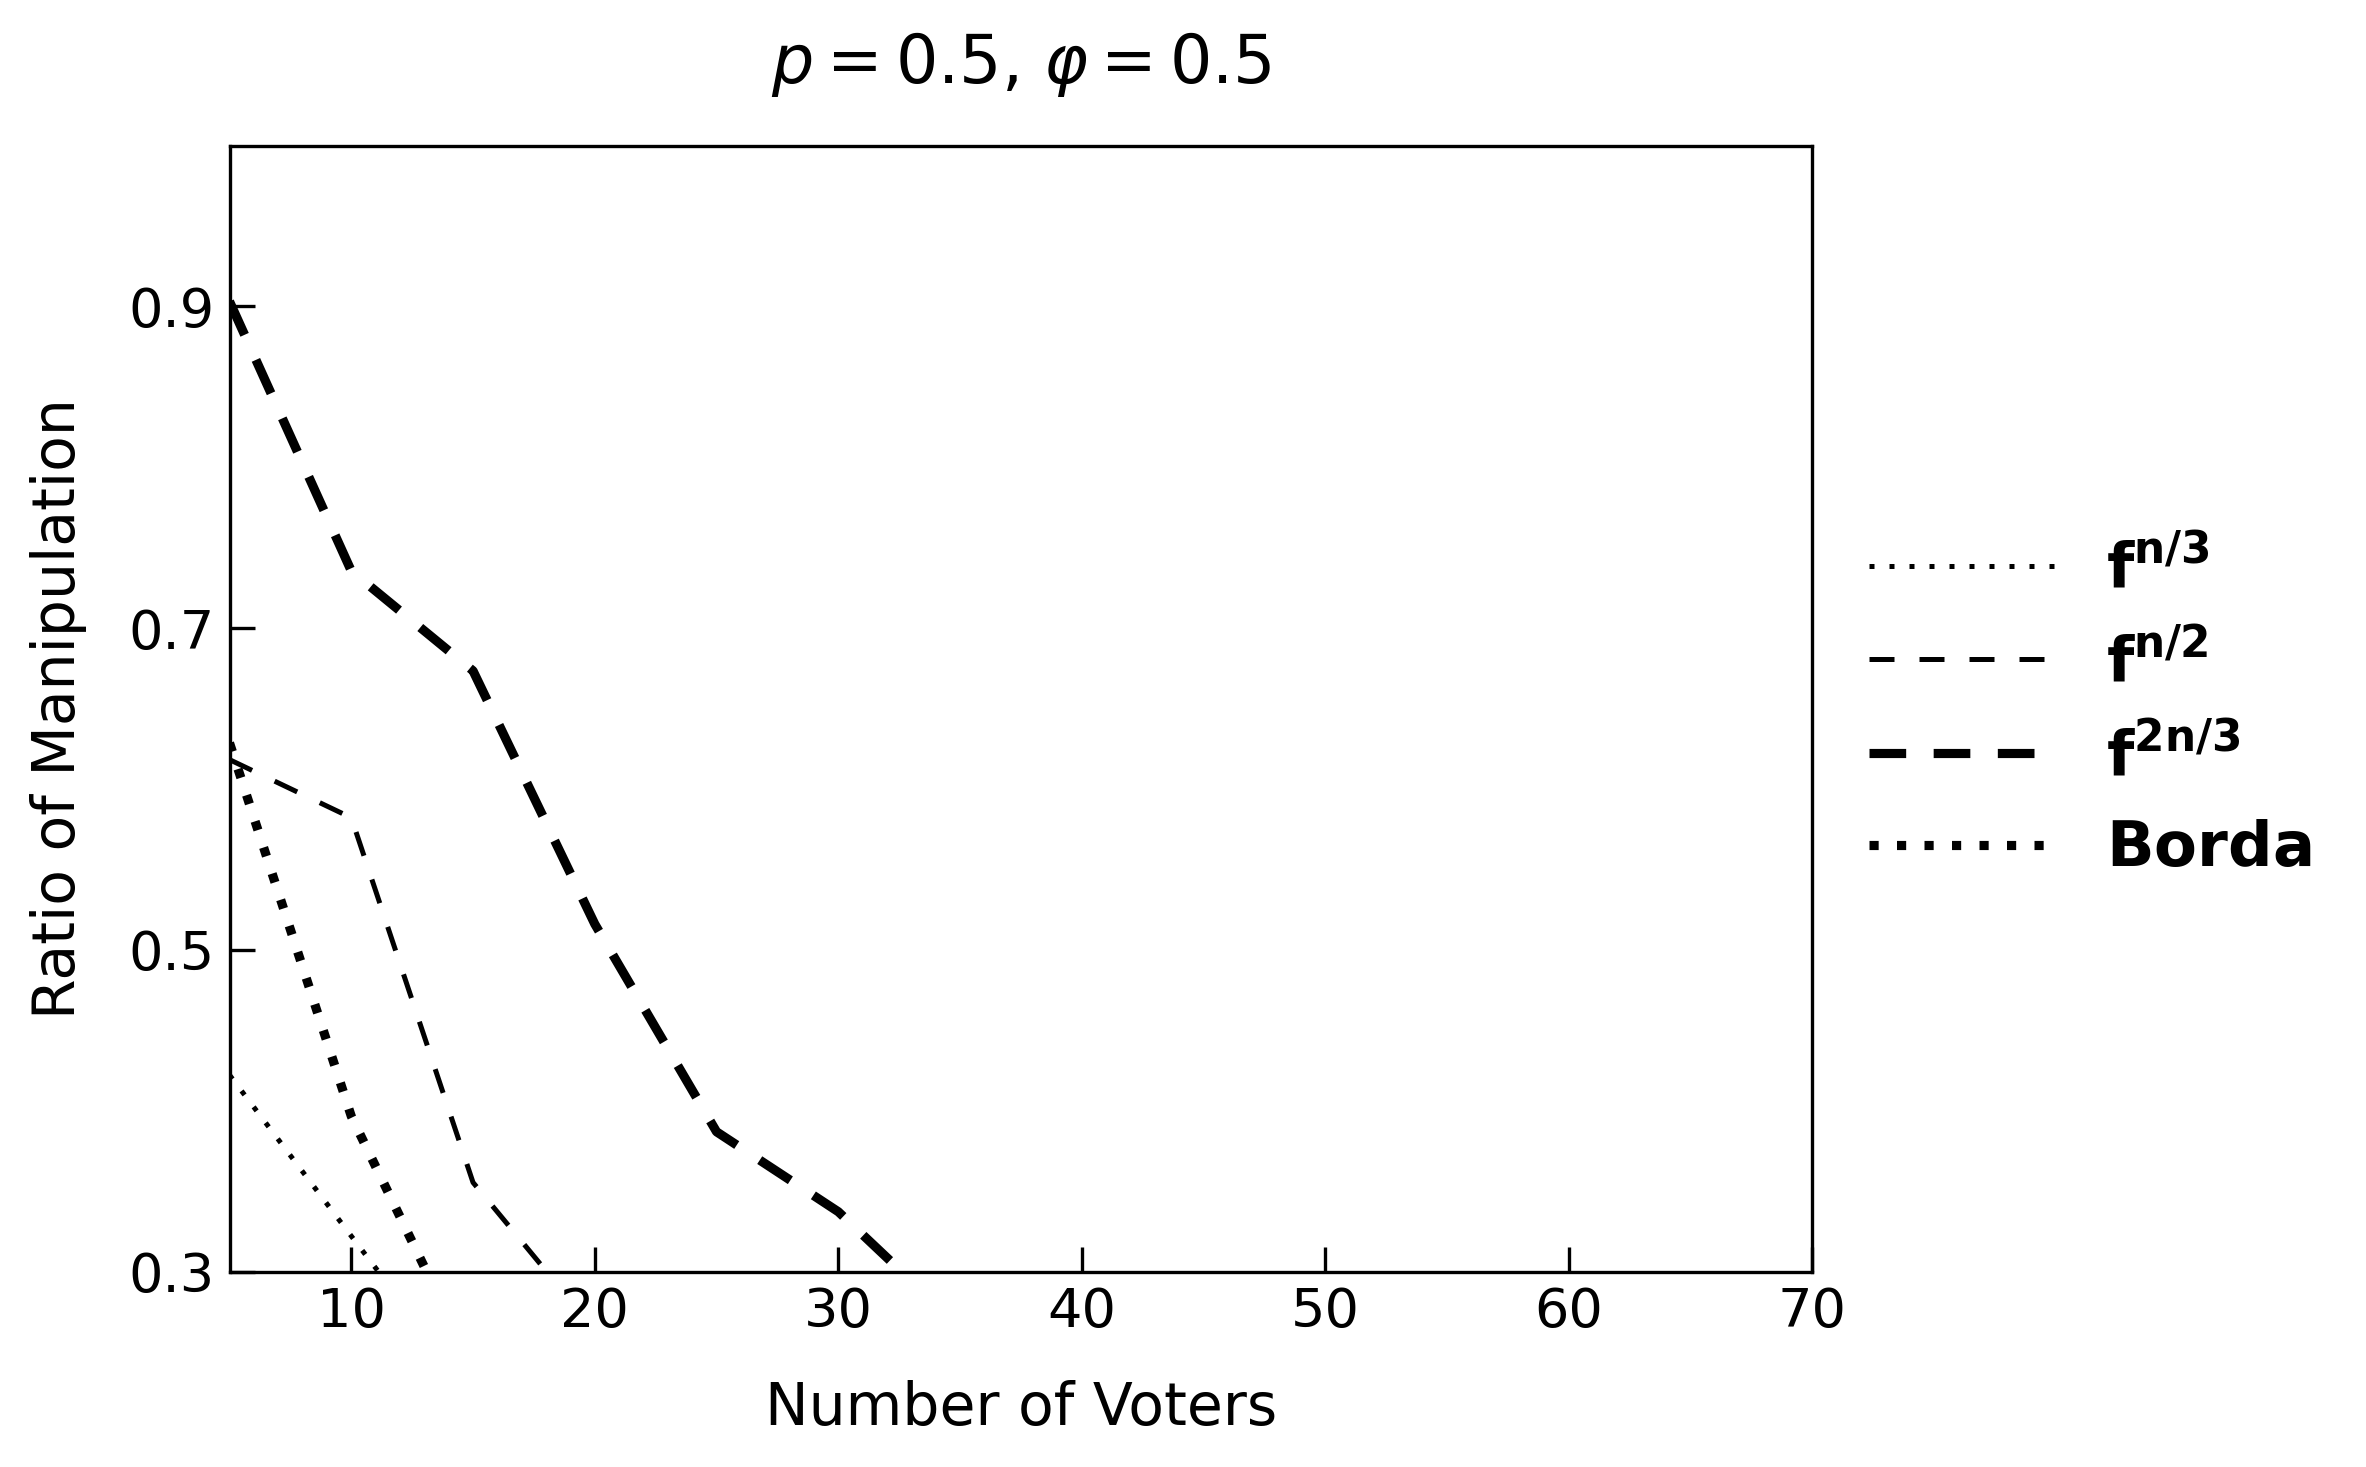 p = 0.5, φ = 0.5
Ratio of Manipulation
0.9
0.7
0.5
0.3
10 20 30 40 50 60 70
Number of Voters
f^n/3
f^n/2
f^2n/3
Borda